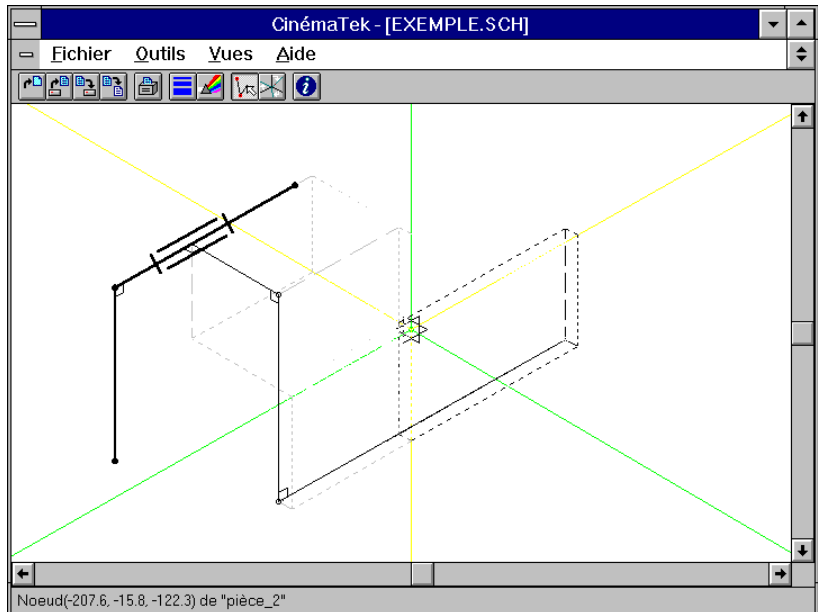 CinémaTek - [EXEMPLE.SCH]
Fichier Outils Vues Aide
Noeud(-207.6, -15.8, -122.3) de "pièce_2"